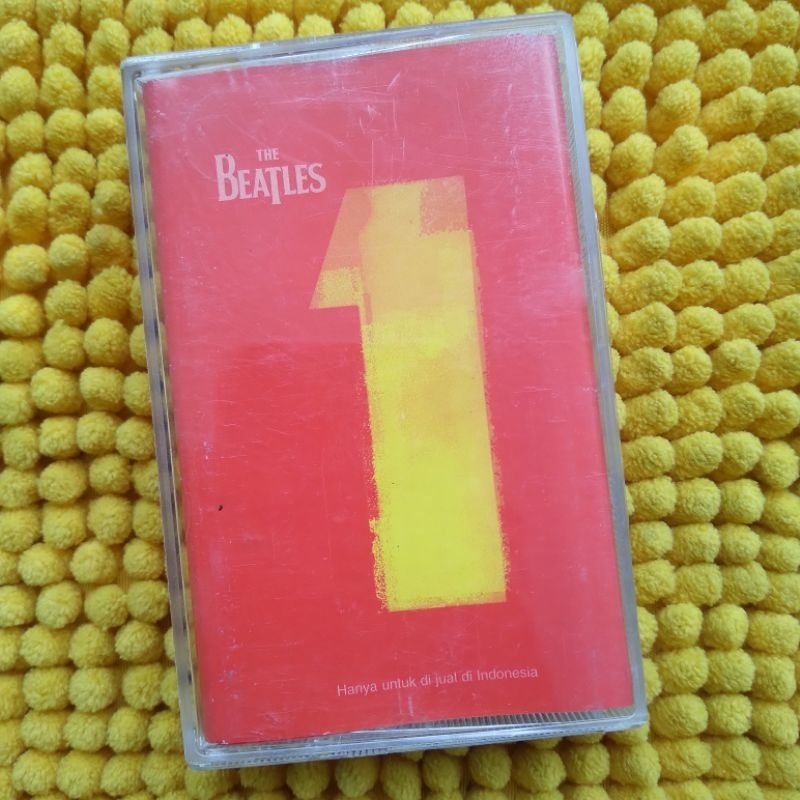 THE
BEATLES
1
Hanya untuk di jual di Indonesia